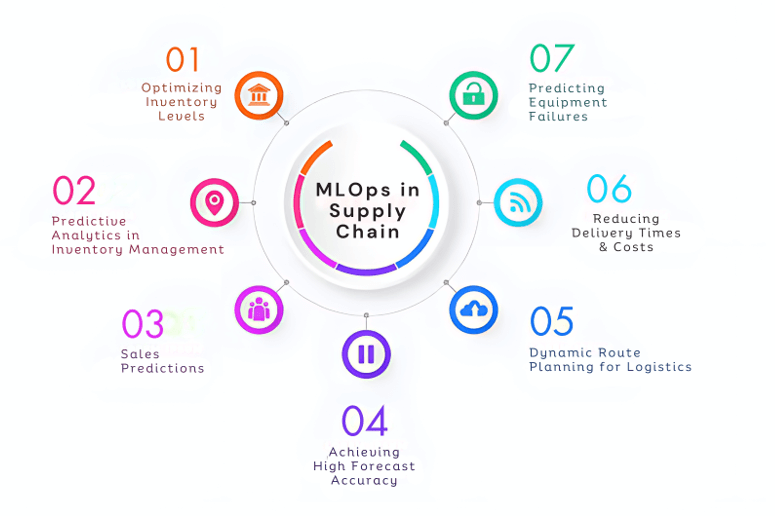 MLOps in
Supply
Chain
01
Optimizing
Inventory
Levels
02
Predictive
Analytics in
Inventory Management
03
Sales
Predictions
04
Achieving
High Forecast
Accuracy
05
Dynamic Route
Planning for Logistics
06
Reducing
Delivery Times
& Costs
07
Predicting
Equipment
Failures